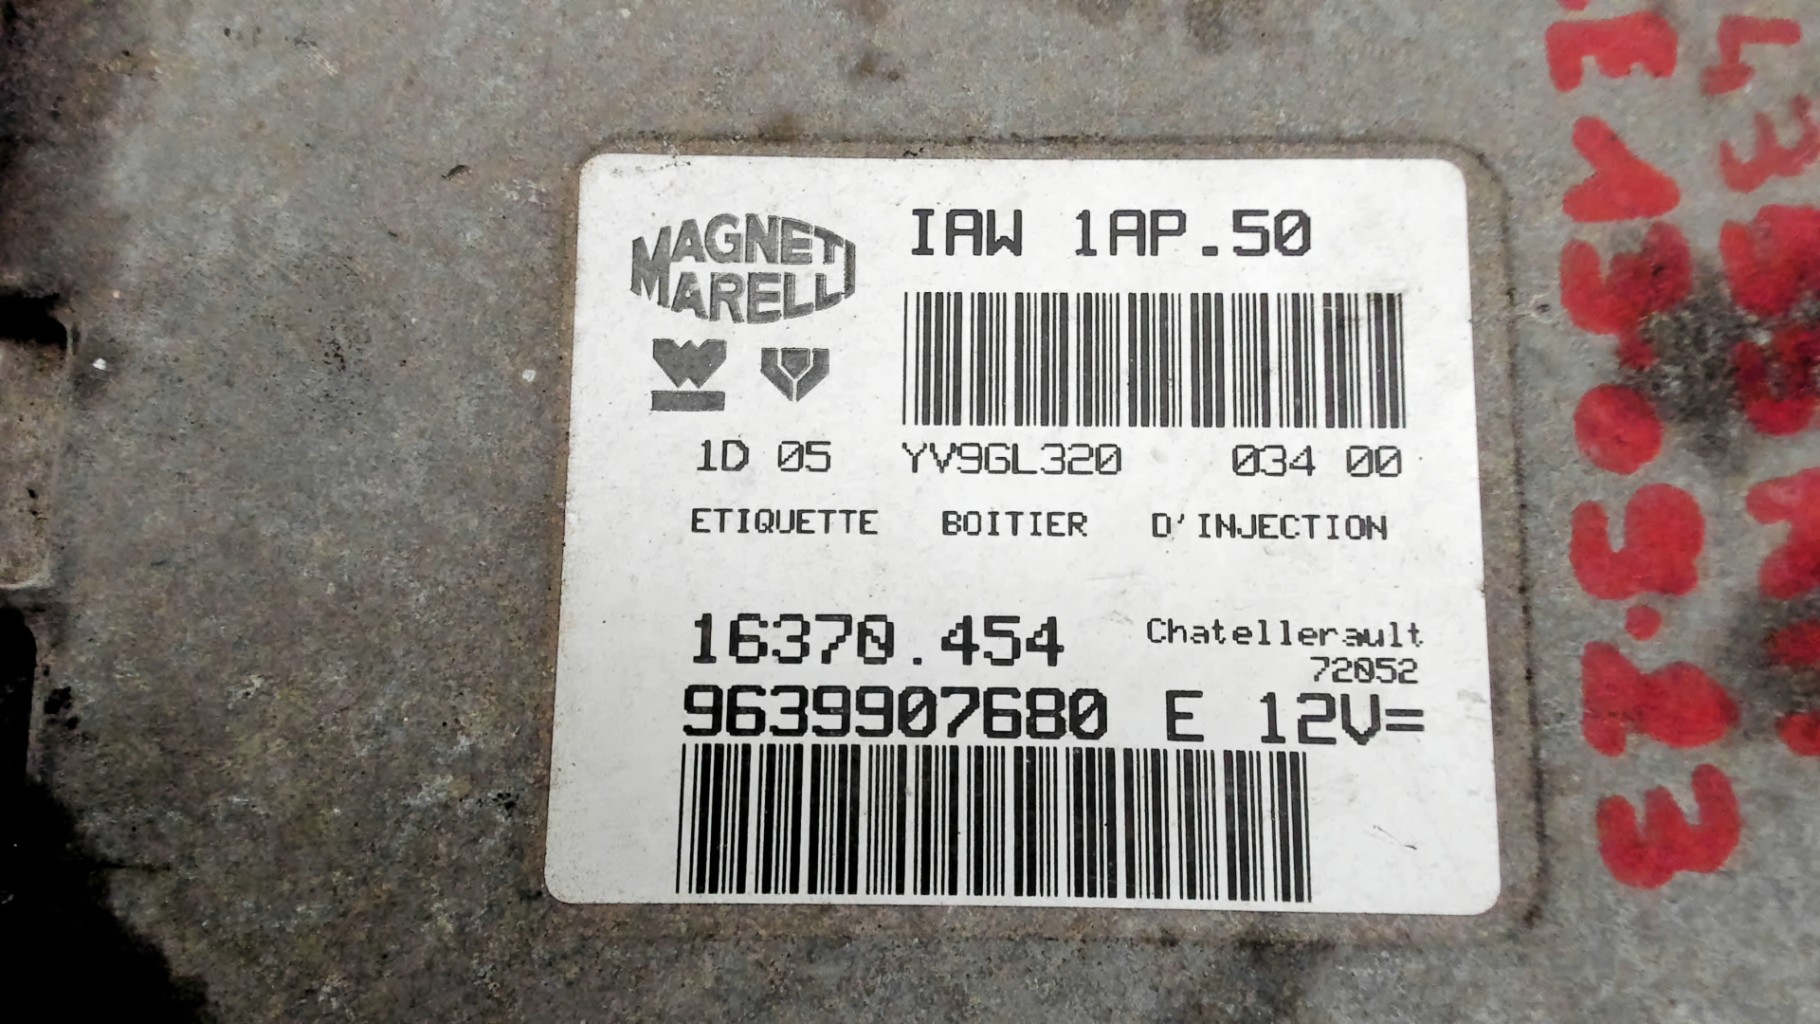 MAGNETI
MARELLI
IAW 1AP.50
1D 05 YV9GL320 034 00
ETIQUETTE BOITIER D'INJECTION
16370.454 Chatellerault
72052
9639907680 E 12V=